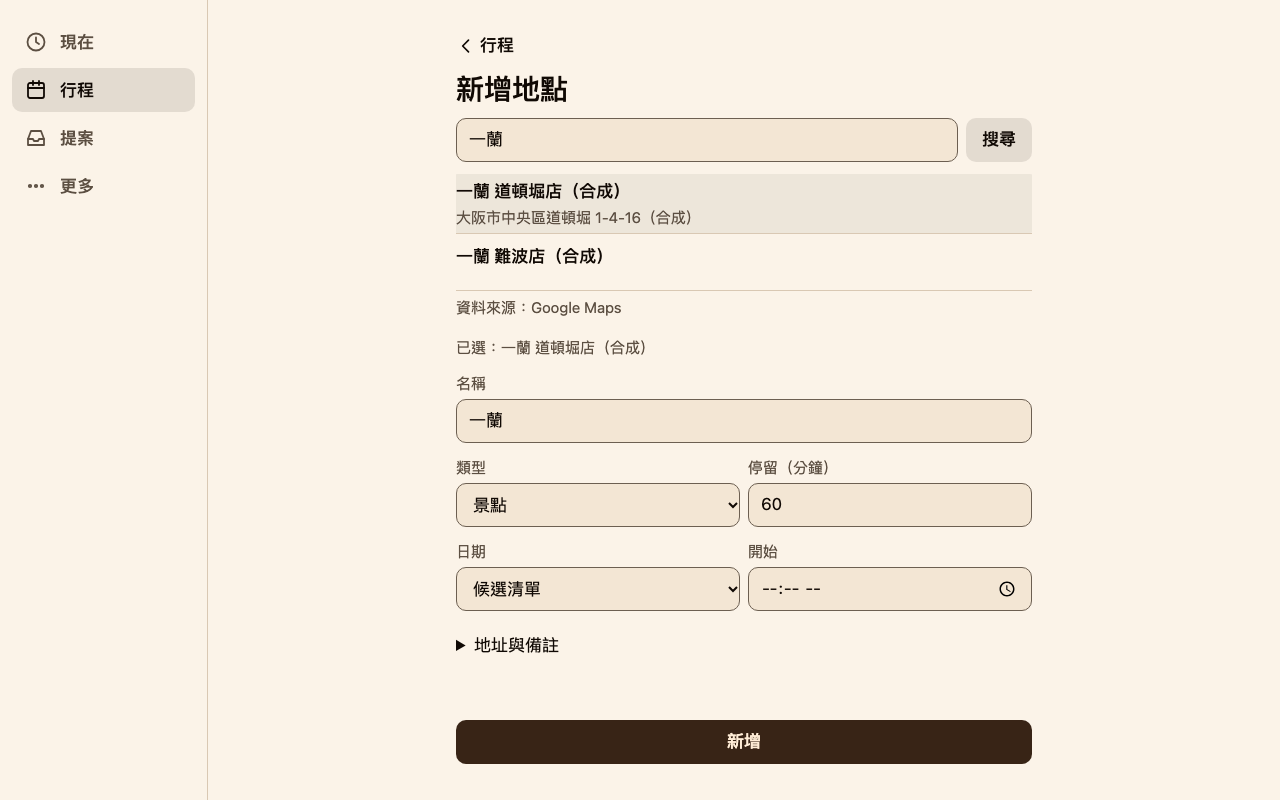 現在
行程
提案
更多
行程
新增地點
一蘭
搜尋
一蘭 道頓堀店（合成）
大阪市中央區道頓堀 1-4-16（合成）
一蘭 難波店（合成）
資料來源：Google Maps
已選：一蘭 道頓堀店（合成）
名稱
一蘭
類型
停留（分鐘）
景點
60
日期
開始
候選清單
--:-- --
地址與備註
新增